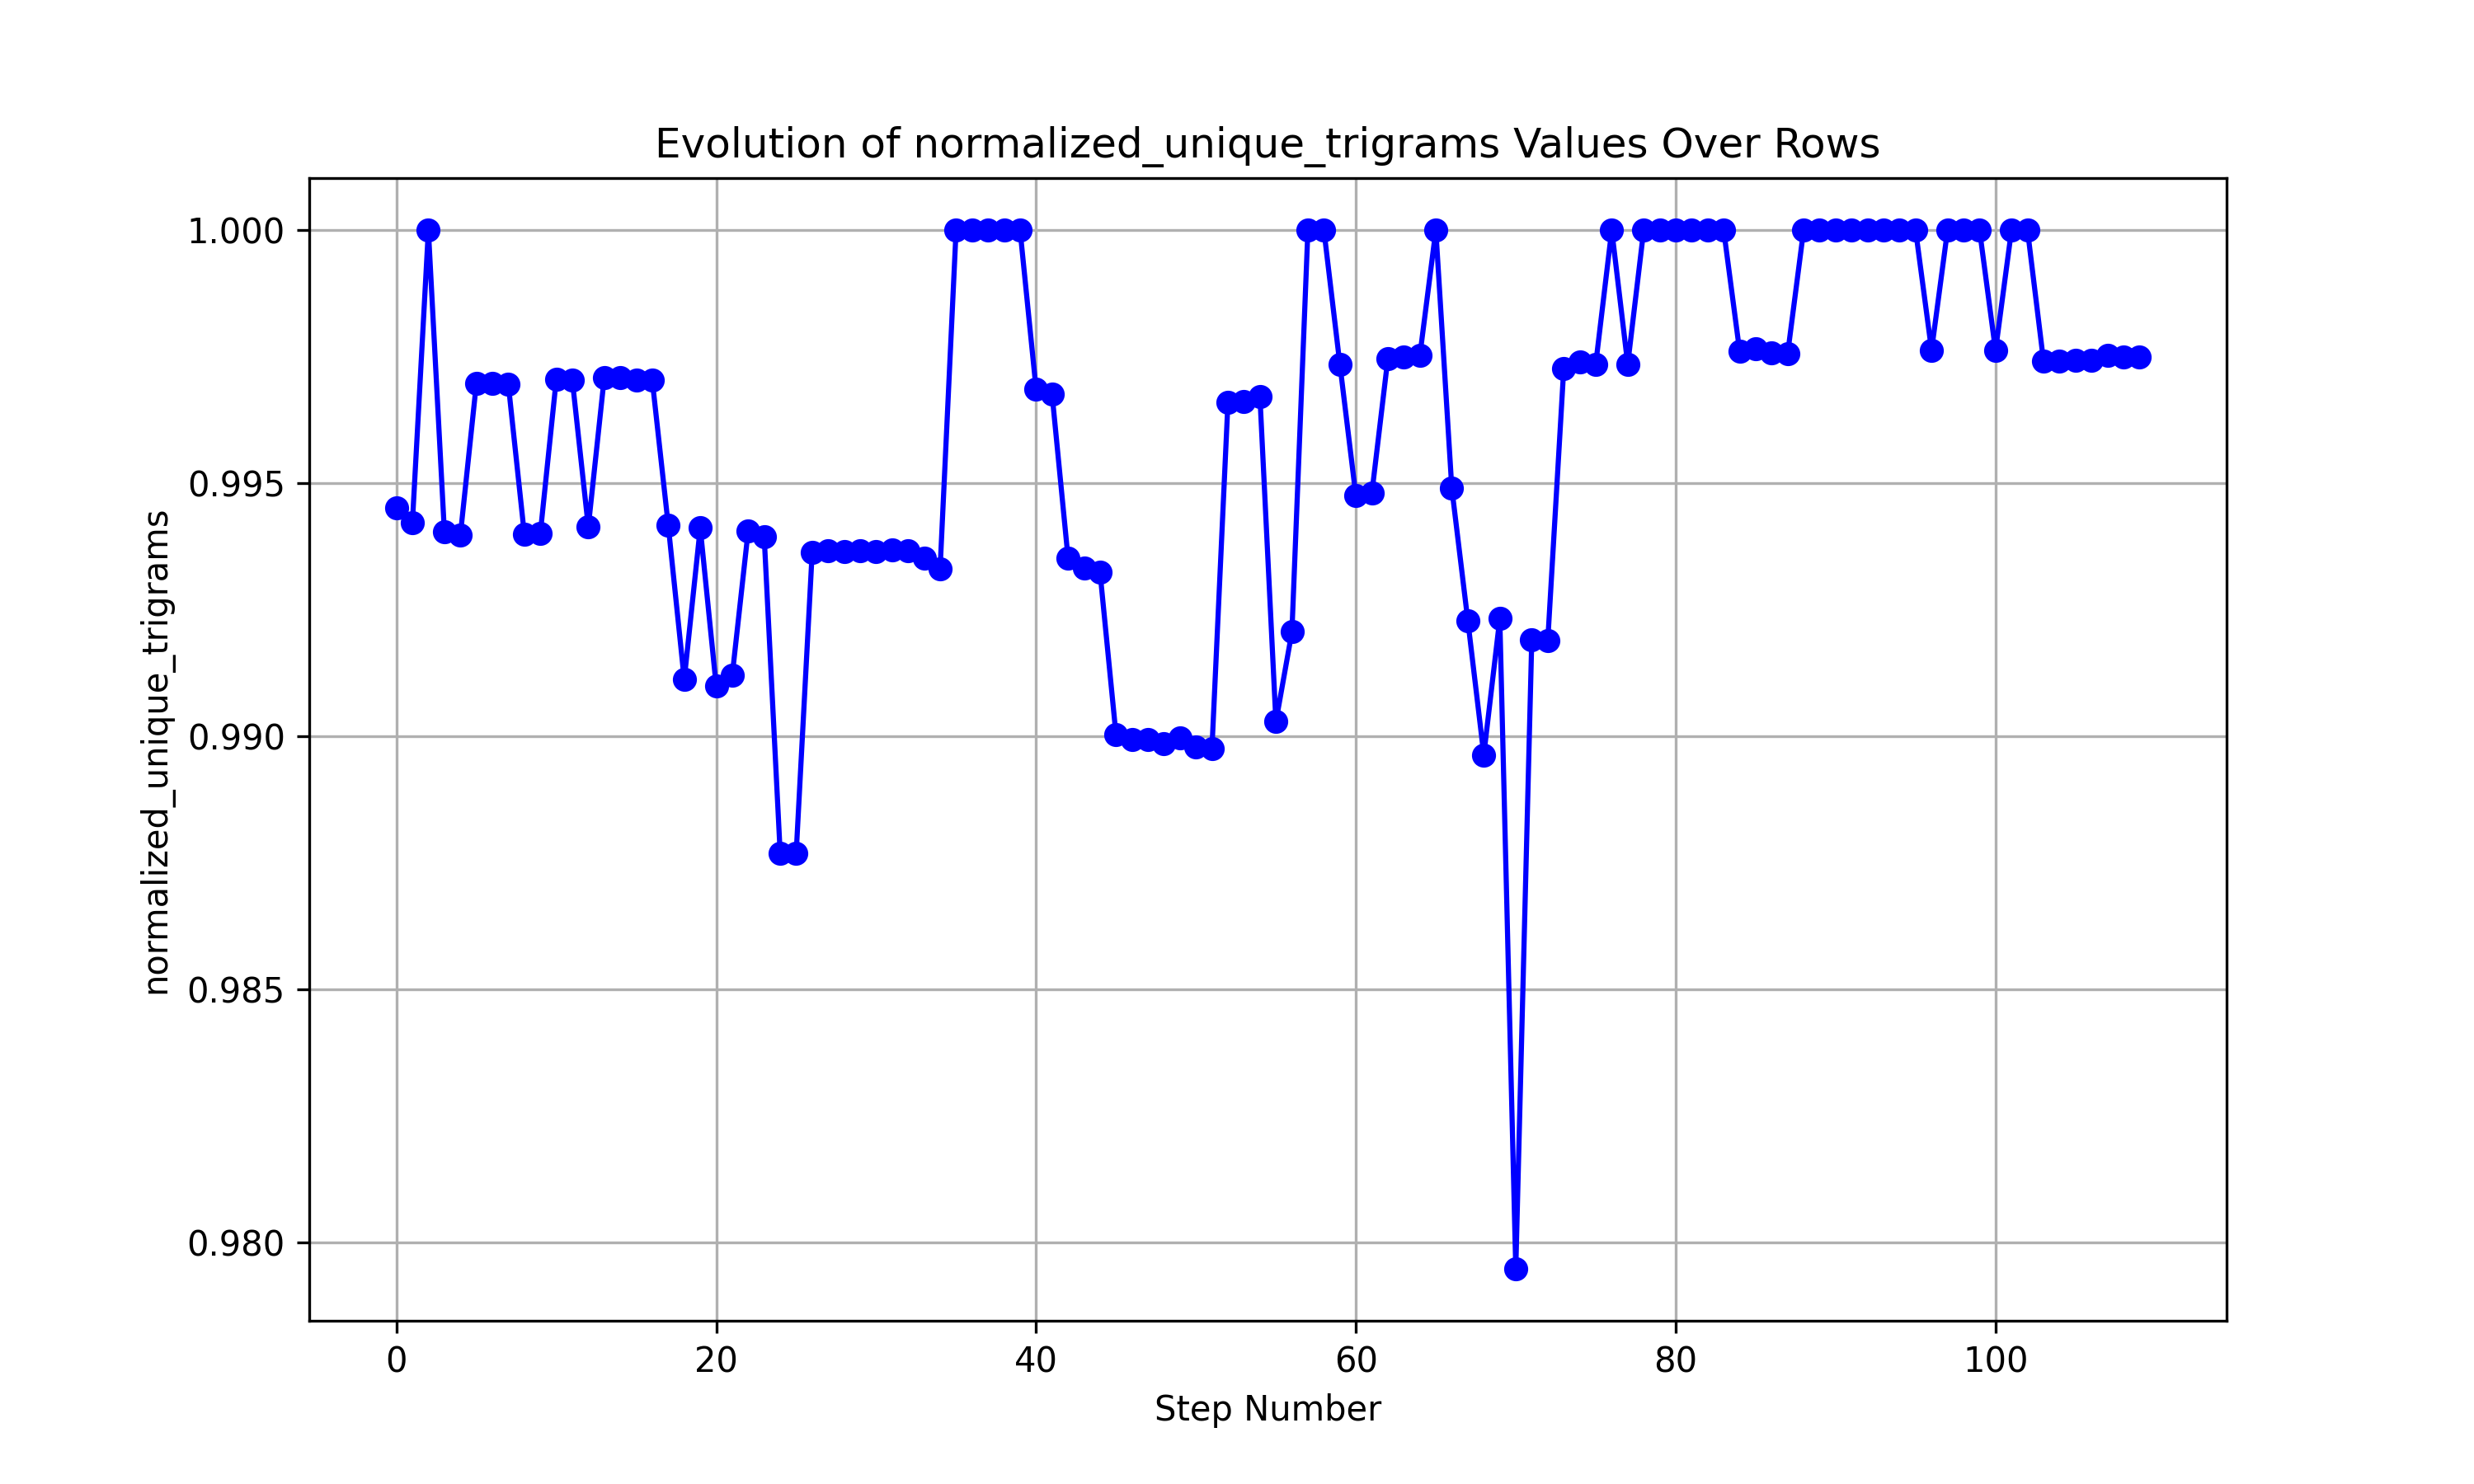 Evolution of normalized_unique_trigrams Values Over Rows
normalized_unique_trigrams
1.000
0.995
0.990
0.985
0.980
0 20 40 60 80 100
Step Number